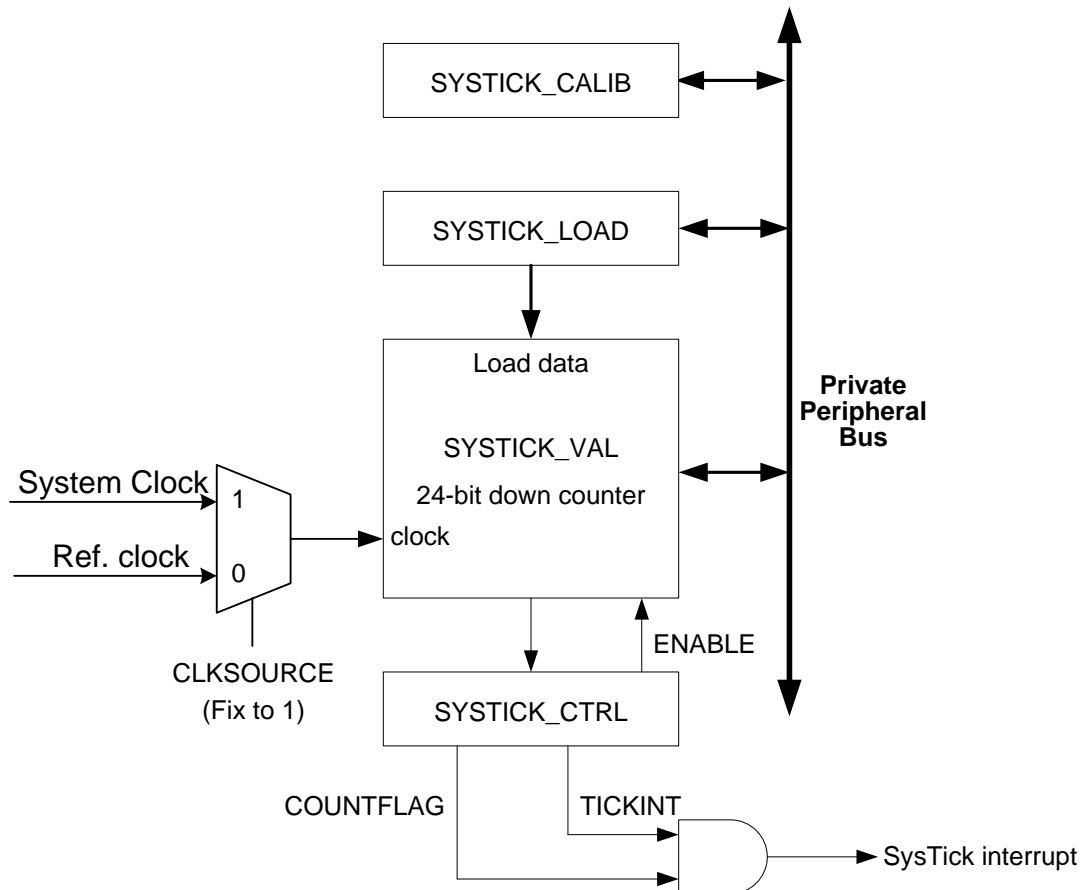 SYSTICK_CALIB
SYSTICK_LOAD
Load data
Private
Peripheral
Bus
SYSTICK_VAL
24-bit down counter
System Clock
1
clock
Ref. clock
0
ENABLE
CLKSOURCE
(Fix to 1)
SYSTICK_CTRL
COUNTFLAG
TICKINT
SysTick interrupt